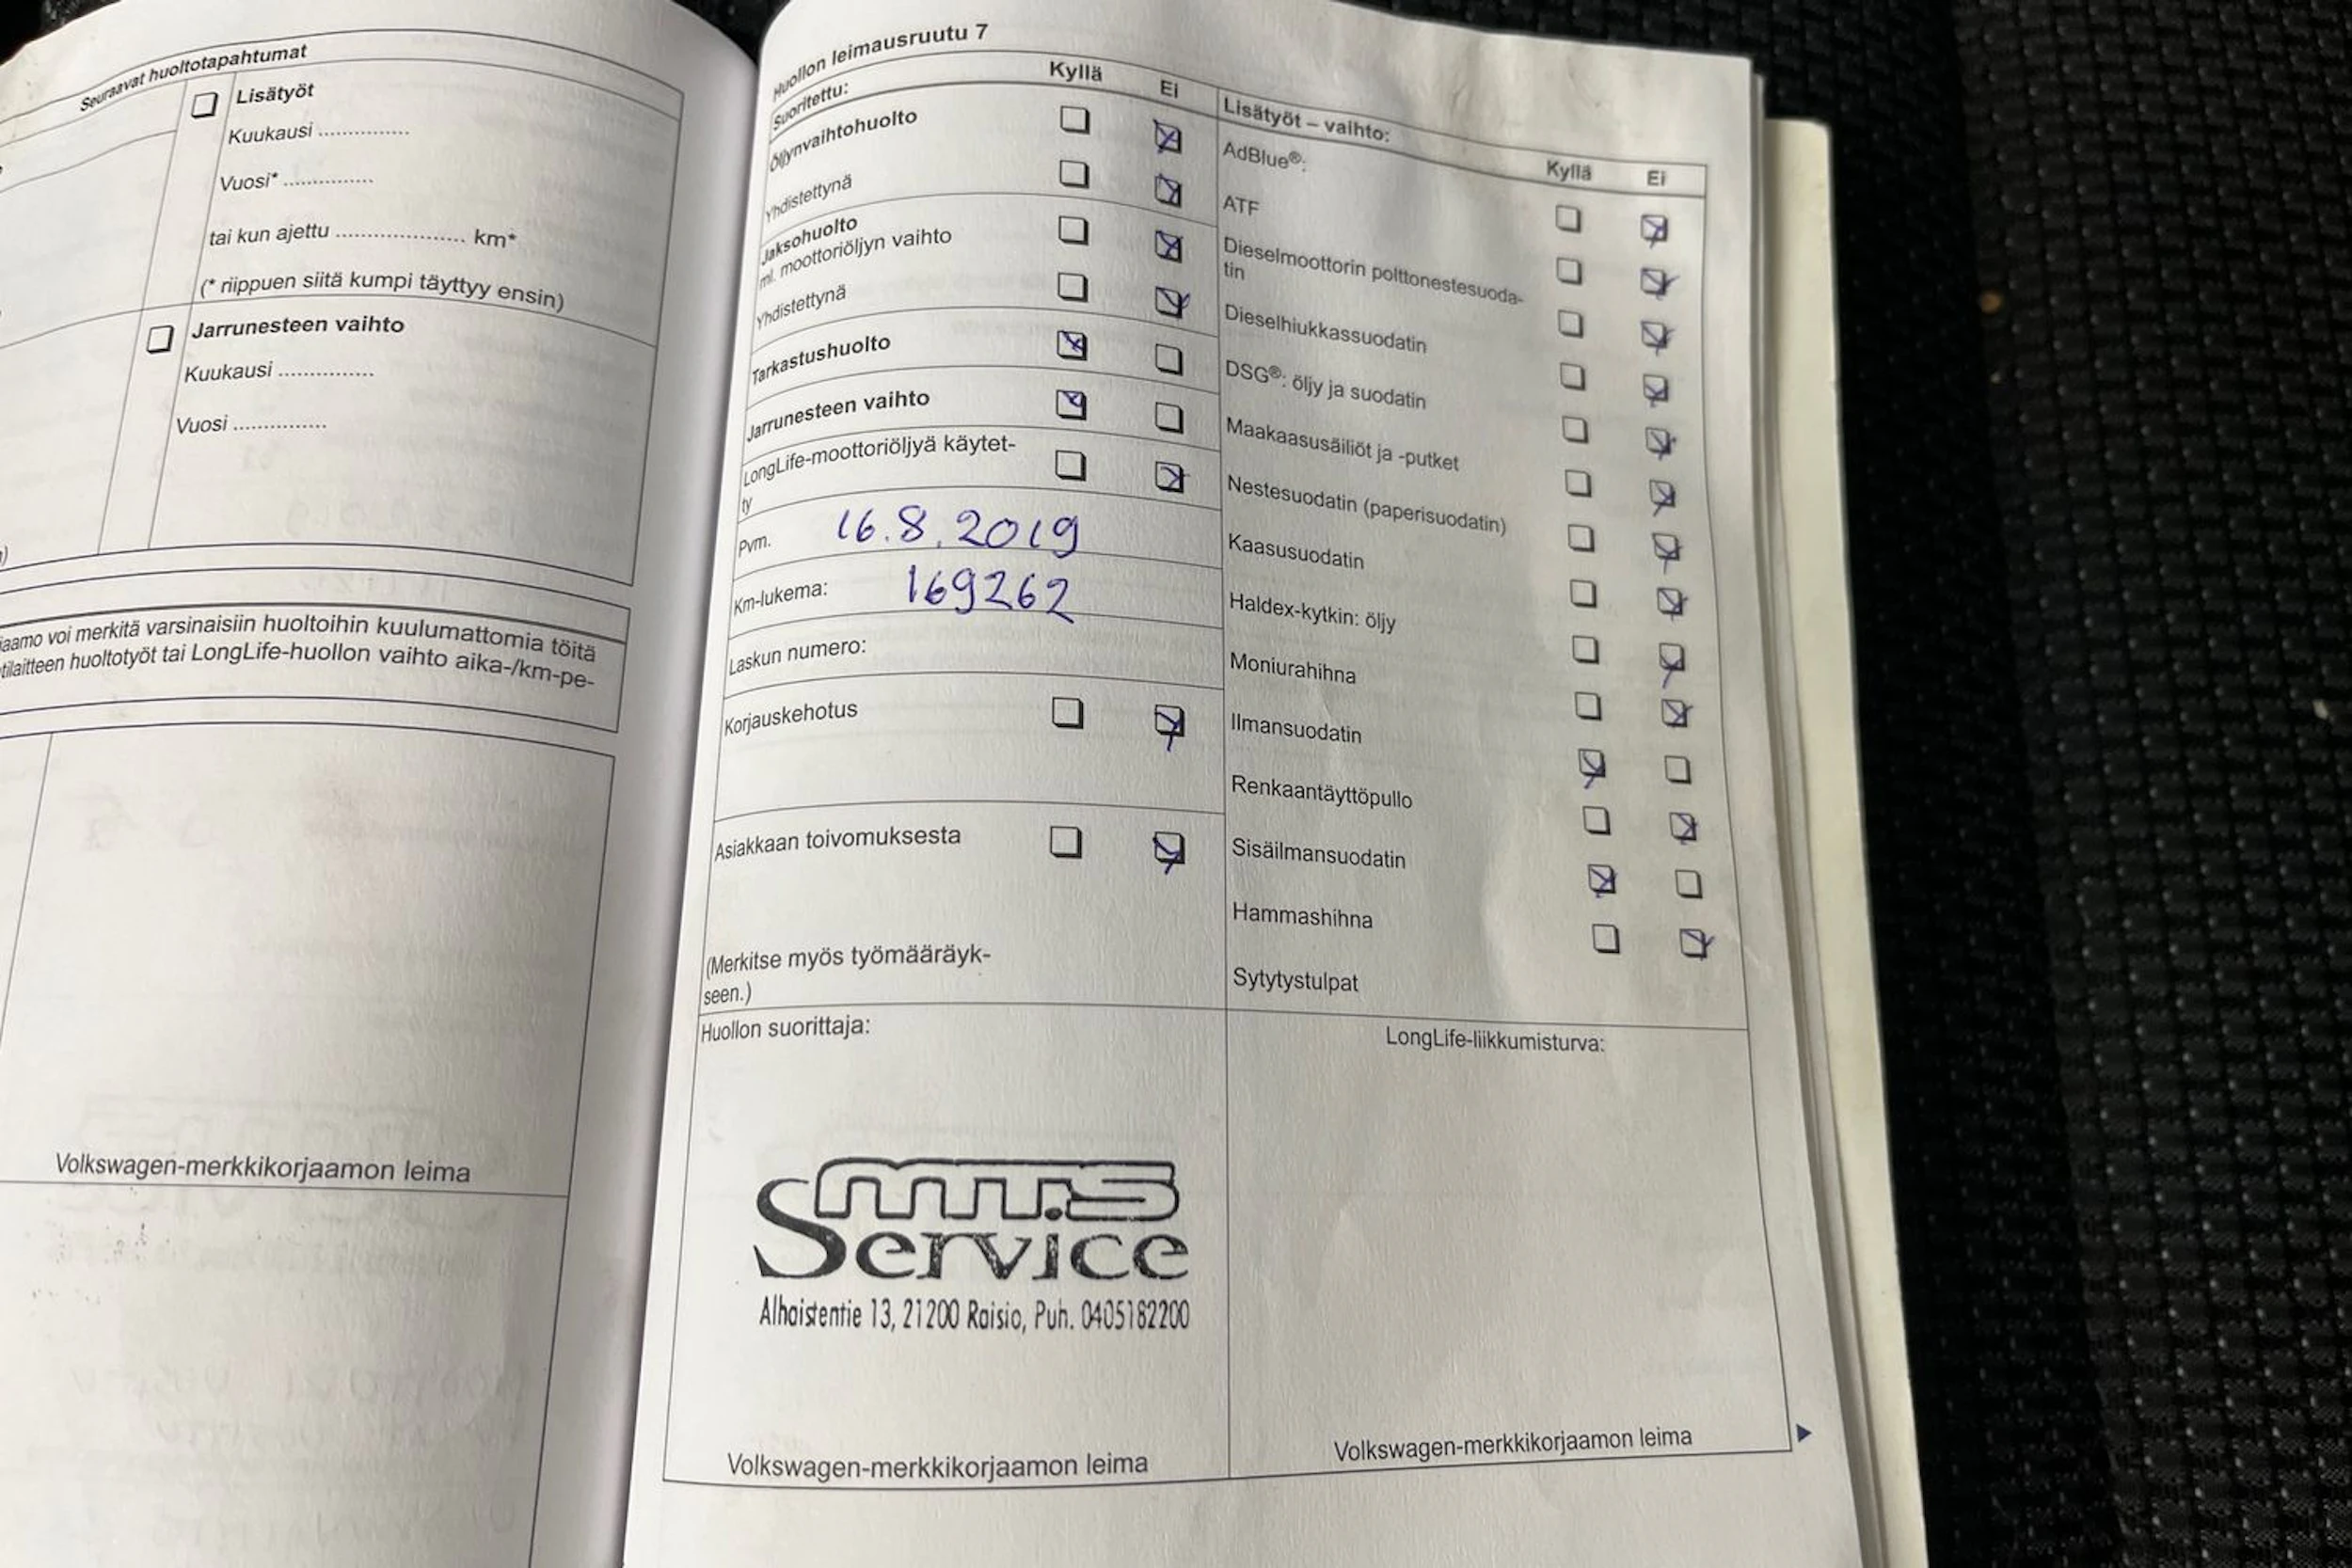 Seuraavat huoltotapahtumat
Lisätyöt
Kuukausi ..............
Vuosi* ..............
tai kun ajettu .................... km*
(* riippuen siitä kumpi täyttyy ensin)
Jarrunesteen vaihto
Kuukausi ...............
Vuosi ...............
voi merkitä varsinaisiin huoltoihin kuulumattomia töitä
huoltotyöt tai LongLife-huollon vaihto aika-/km-pe-
Volkswagen-merkkikorjaamon leima
Huollon leimausruutu 7
Suoritettu: Kyllä Ei
Öljynvaihtohuolto
Yhdistettynä
Jaksohuolto
ml. moottoriöljyn vaihto
Yhdistettynä
Tarkastushuolto
Jarrunesteen vaihto
LongLife-moottoriöljyä käytet-
ty
Pvm. 16.8.2019
Km-lukema: 169262
Laskun numero:
Korjauskehotus
Asiakkaan toivomuksesta
(Merkitse myös työmääräyk-
seen.)
Lisätyöt – vaihto: Kyllä Ei
AdBlue®:
ATF
Dieselmoottorin polttonestesuoda-
tin
Dieselhiukkassuodatin
DSG®: öljy ja suodatin
Maakaasusäiliöt ja -putket
Nestesuodatin (paperisuodatin)
Kaasusuodatin
Haldex-kytkin: öljy
Moniurahihna
Ilmansuodatin
Renkaantäyttöpullo
Sisäilmansuodatin
Hammashihna
Sytytystulpat
Huollon suorittaja:
mT.S
Service
Alhaistentie 13, 21200 Raisio, Puh. 0405182200
Volkswagen-merkkikorjaamon leima
LongLife-liikkumisturva:
Volkswagen-merkkikorjaamon leima